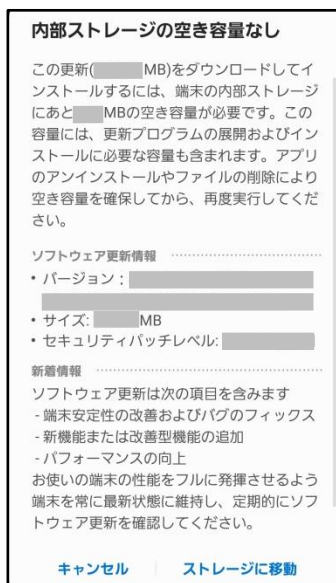 内部ストレージの空き容量なし
この更新( MB)をダウンロードしてイ
ンストールするには、端末の内部ストレージ
にあと MBの空き容量が必要です。この
容量には、更新プログラムの展開およびイン
ストールに必要な容量も含まれます。アプリ
のアンインストールやファイルの削除により
空き容量を確保してから、再度実行してくだ
さい。
ソフトウェア更新情報
・バージョン：
・サイズ: MB
・セキュリティパッチレベル:
新着情報
ソフトウェア更新は次の項目を含みます
- 端末安定性の改善およびバグのフィックス
- 新機能または改善型機能の追加
- パフォーマンスの向上
お使いの端末の性能をフルに発揮させるよう
端末を常に最新状態に維持し、定期的にソフ
トウェア更新を確認してください。
キャンセル ストレージに移動